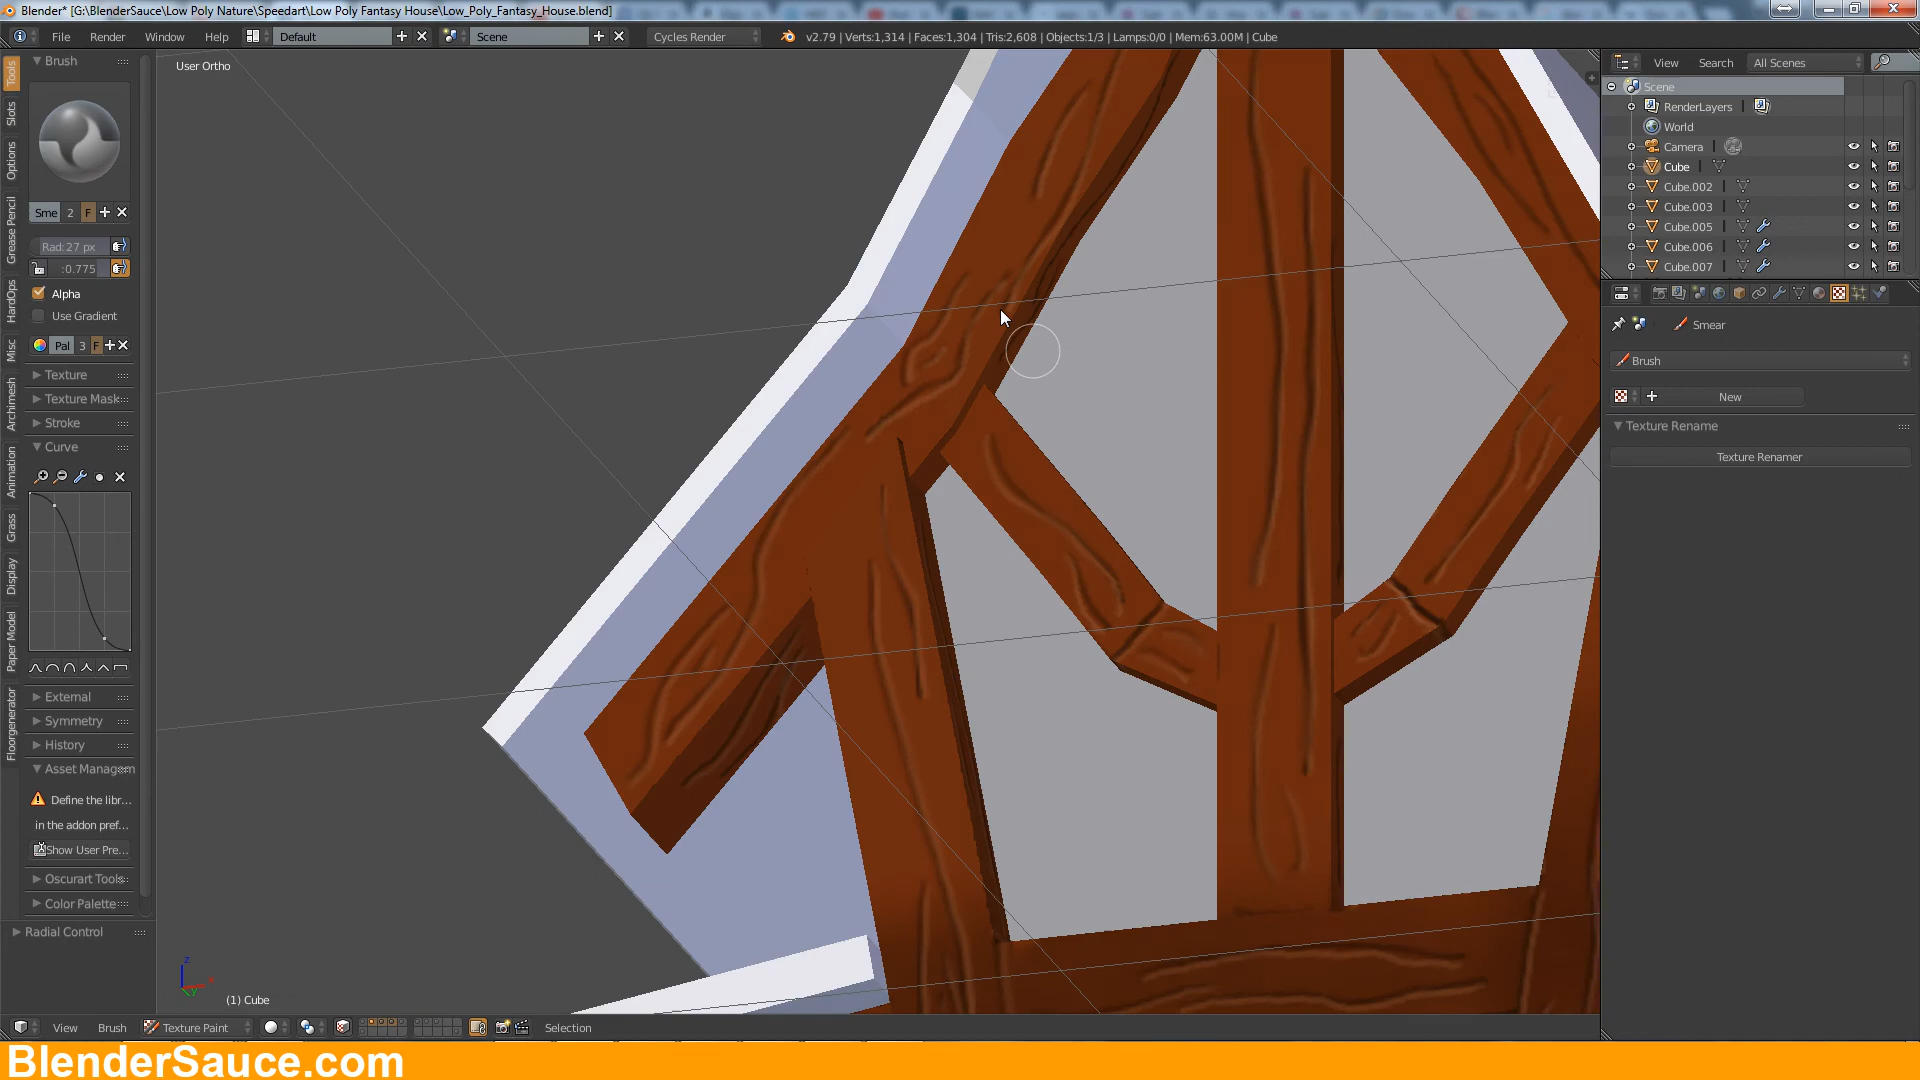 Blender* [G:\BlenderSauce\Low Poly Nature\Speedart\Low Poly Fantasy House\Low_Poly_Fantasy_House.blend]
File Render Window Help Default Scene Cycles Render v2.79 | Verts:1,314 | Faces:1,304 | Tris:2,608 | Objects:1/3 | Lamps:0/0 | Mem:63.00M | Cube
Brush
User Ortho
View Search All Scenes
Scene
RenderLayers
World
Camera
Cube
Cube.002
Cube.003
Cube.005
Cube.006
Cube.007
Tools
Slots
Options
Grease Pencil
HardOps
Misc
Archimesh
Animation
Grass
Display
Paper Model
Floorgenerator
Sme 2 F
Rad: 27 px
:0.775
Alpha
Use Gradient
Pal 3 F
Texture
Texture Mask
Stroke
Curve
External
Symmetry
History
Asset Managem
Define the libr...
in the addon pref...
Show User Pre...
Oscurart Tools
Color Palette
Radial Control
Smear
Brush
New
Texture Rename
Texture Renamer
z
(1) Cube
View Brush Texture Paint Selection
BlenderSauce.com